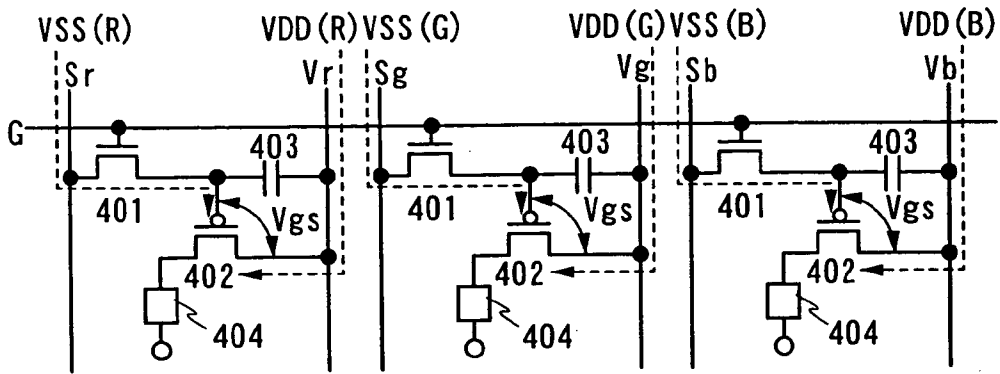 VSS(R) VDD(R) VSS(G) VDD(G) VSS(B) VDD(B)
Sr Vr Sg Vg Sb Vb
G
403 403 403
401 Vgs 401 Vgs 401 Vgs
402 402 402
404 404 404